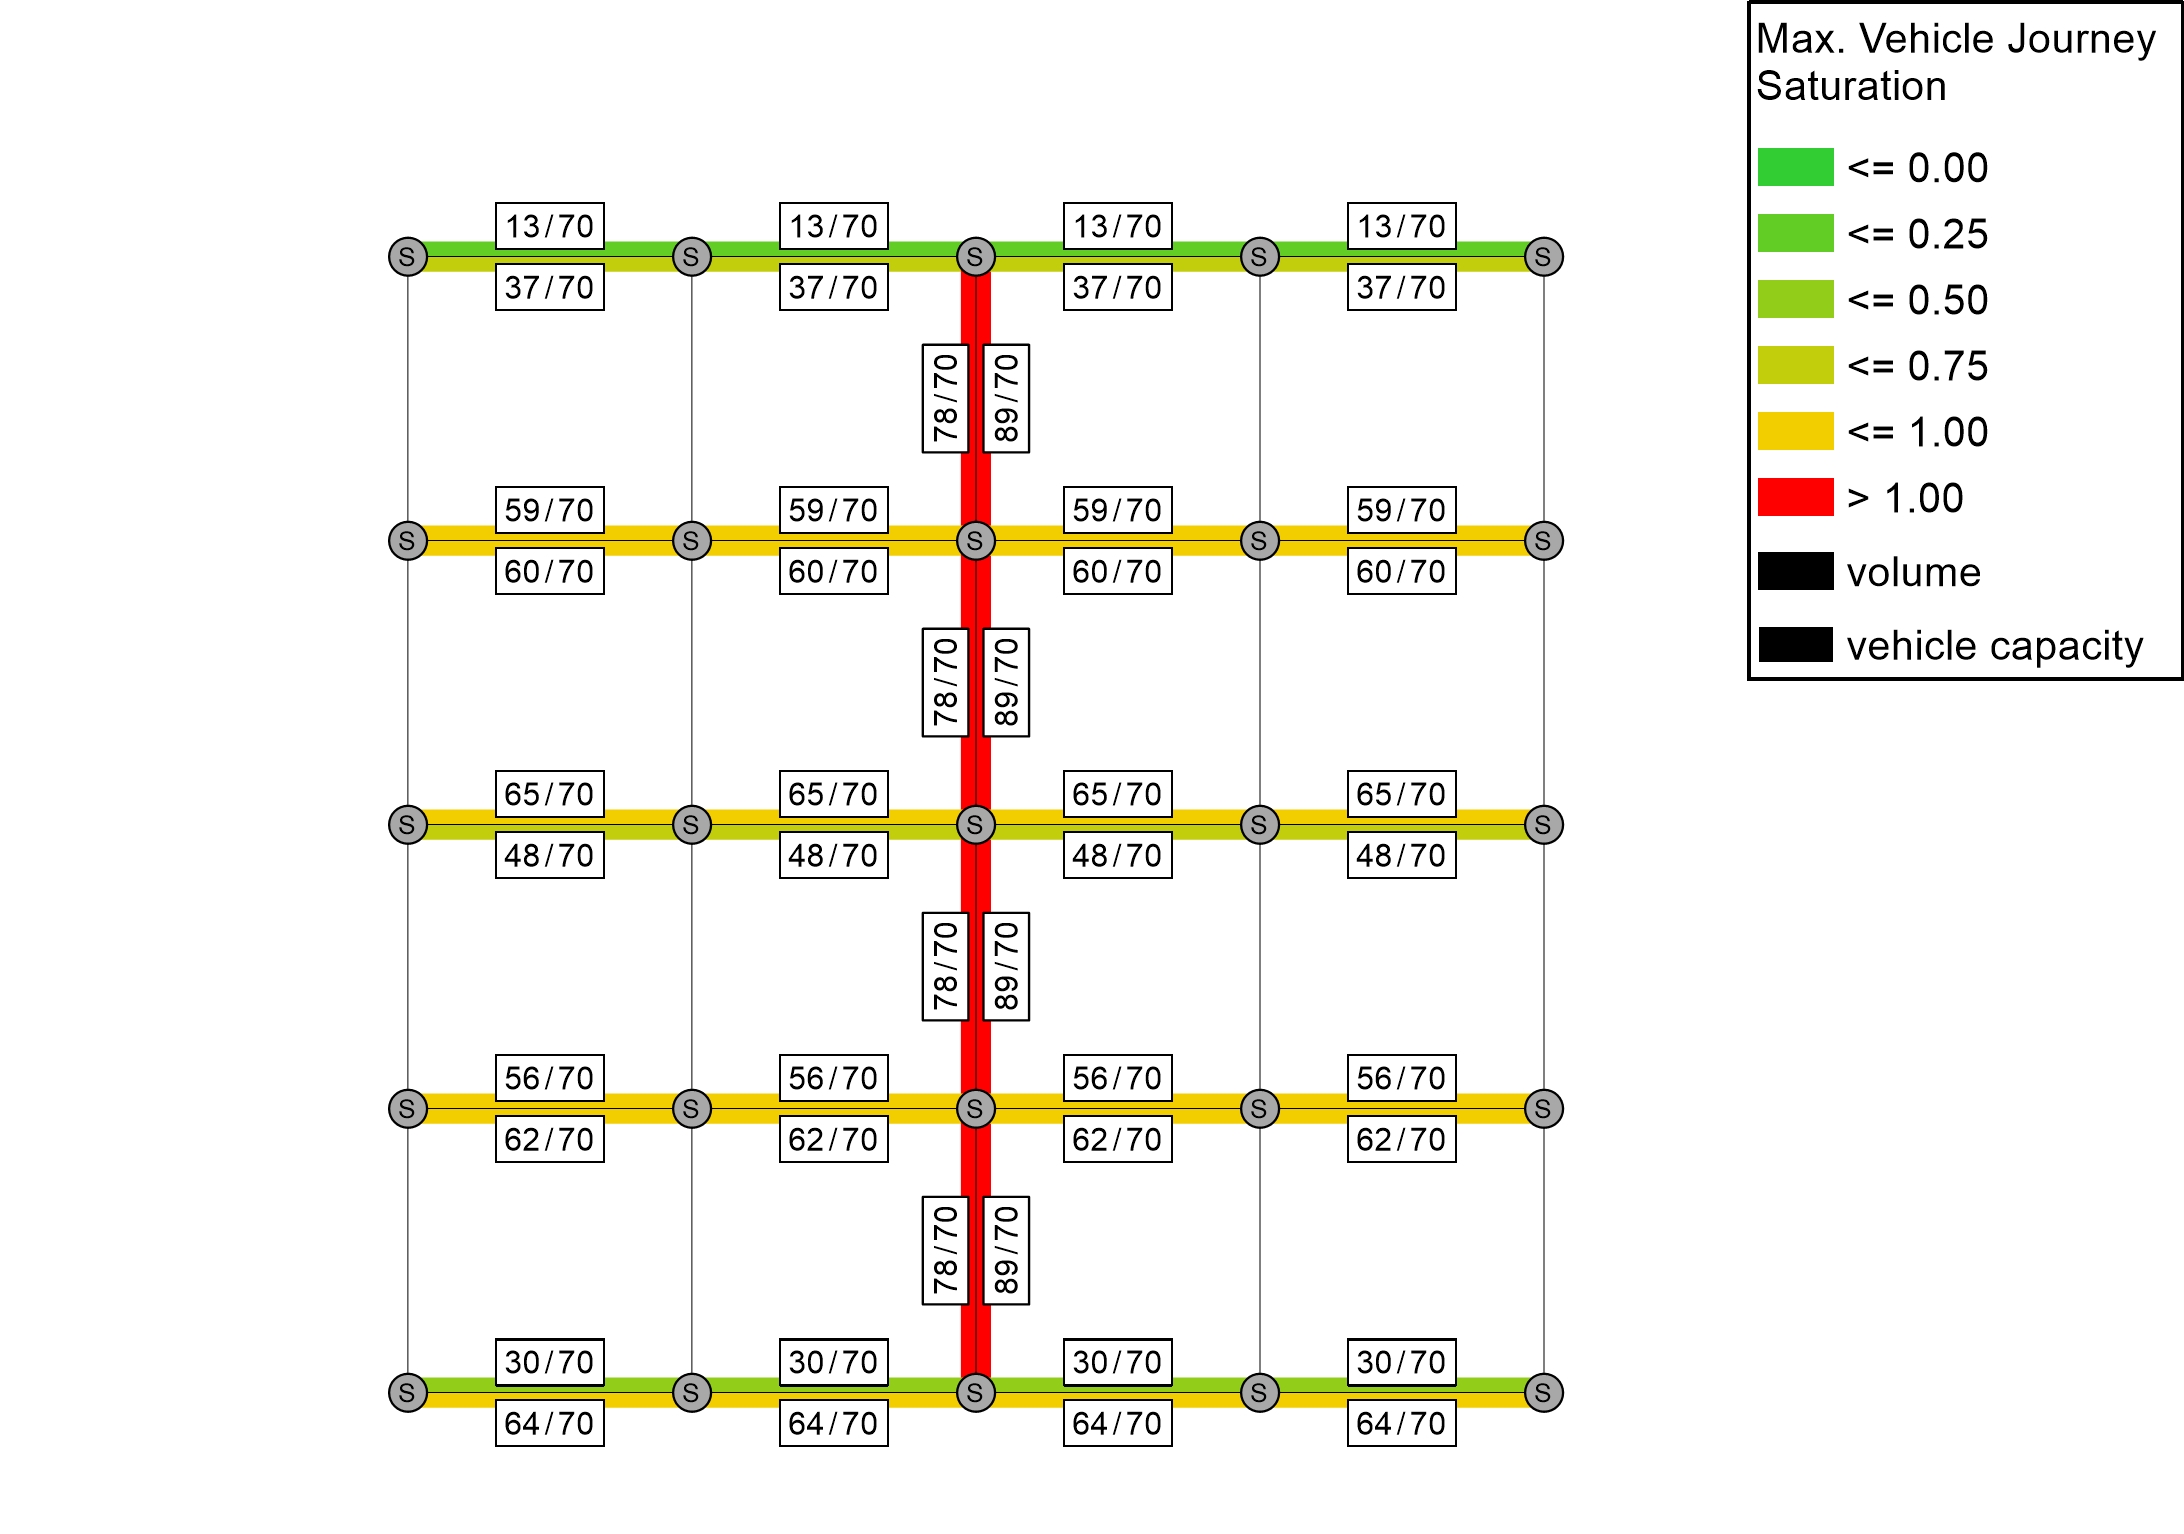 Max. Vehicle Journey
Saturation
<= 0.00
<= 0.25
<= 0.50
<= 0.75
<= 1.00
> 1.00
volume
vehicle capacity
13/70 13/70 13/70 13/70
S S S S S
37/70 37/70 37/70 37/70
78/70 89/70
59/70 59/70 59/70 59/70
S S S S S
60/70 60/70 60/70 60/70
78/70 89/70
65/70 65/70 65/70 65/70
S S S S S
48/70 48/70 48/70 48/70
78/70 89/70
56/70 56/70 56/70 56/70
S S S S S
62/70 62/70 62/70 62/70
78/70 89/70
30/70 30/70 30/70 30/70
S S S S S
64/70 64/70 64/70 64/70